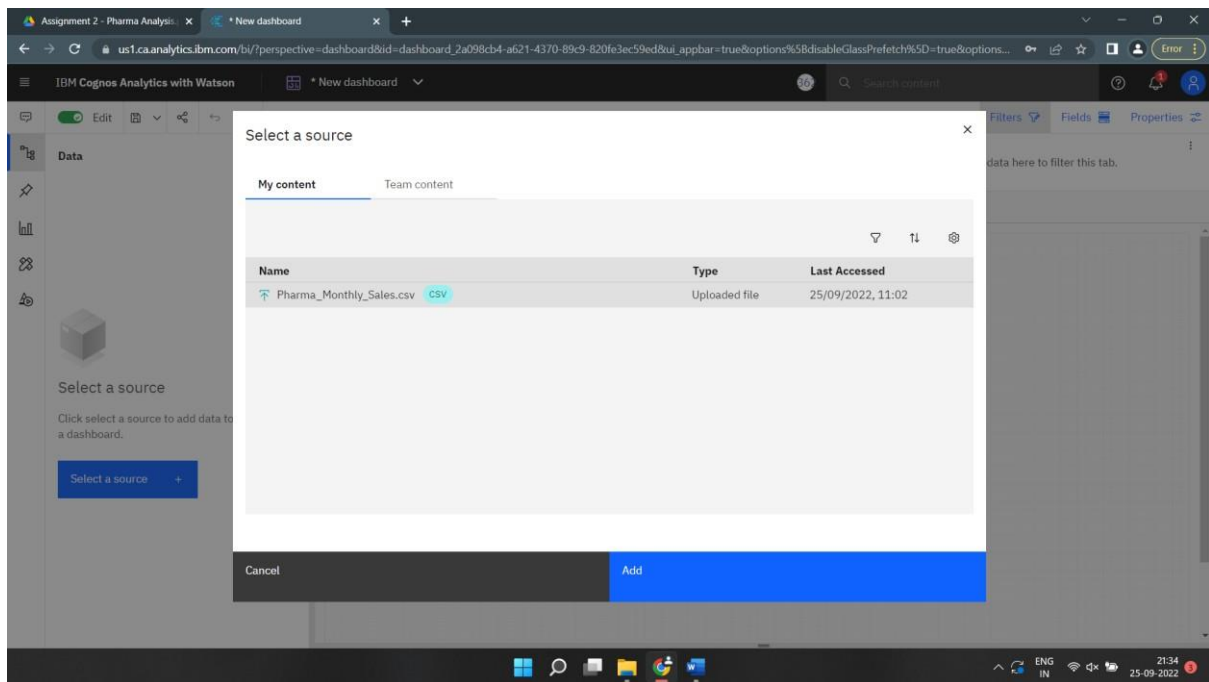 Assignment 2 - Pharma Analysis
* New dashboard
us1.ca.analytics.ibm.com/bi/?perspective=dashboard&id=dashboard_2a098cb4-a621-4370-89c9-820fe3ec59ed&ui_appbar=true&options%5BdisableGlassPrefetch%5D=true&options...
Error
IBM Cognos Analytics with Watson
* New dashboard
36
Search content
1
Edit
Filters
Fields
Properties
Data
data here to filter this tab.
Select a source
My content
Team content
Name
Type
Last Accessed
Pharma_Monthly_Sales.csv
CSV
Uploaded file
25/09/2022, 11:02
Select a source
Click select a source to add data to
a dashboard.
Select a source +
Cancel
Add
ENG
IN
21:34
25-09-2022
3